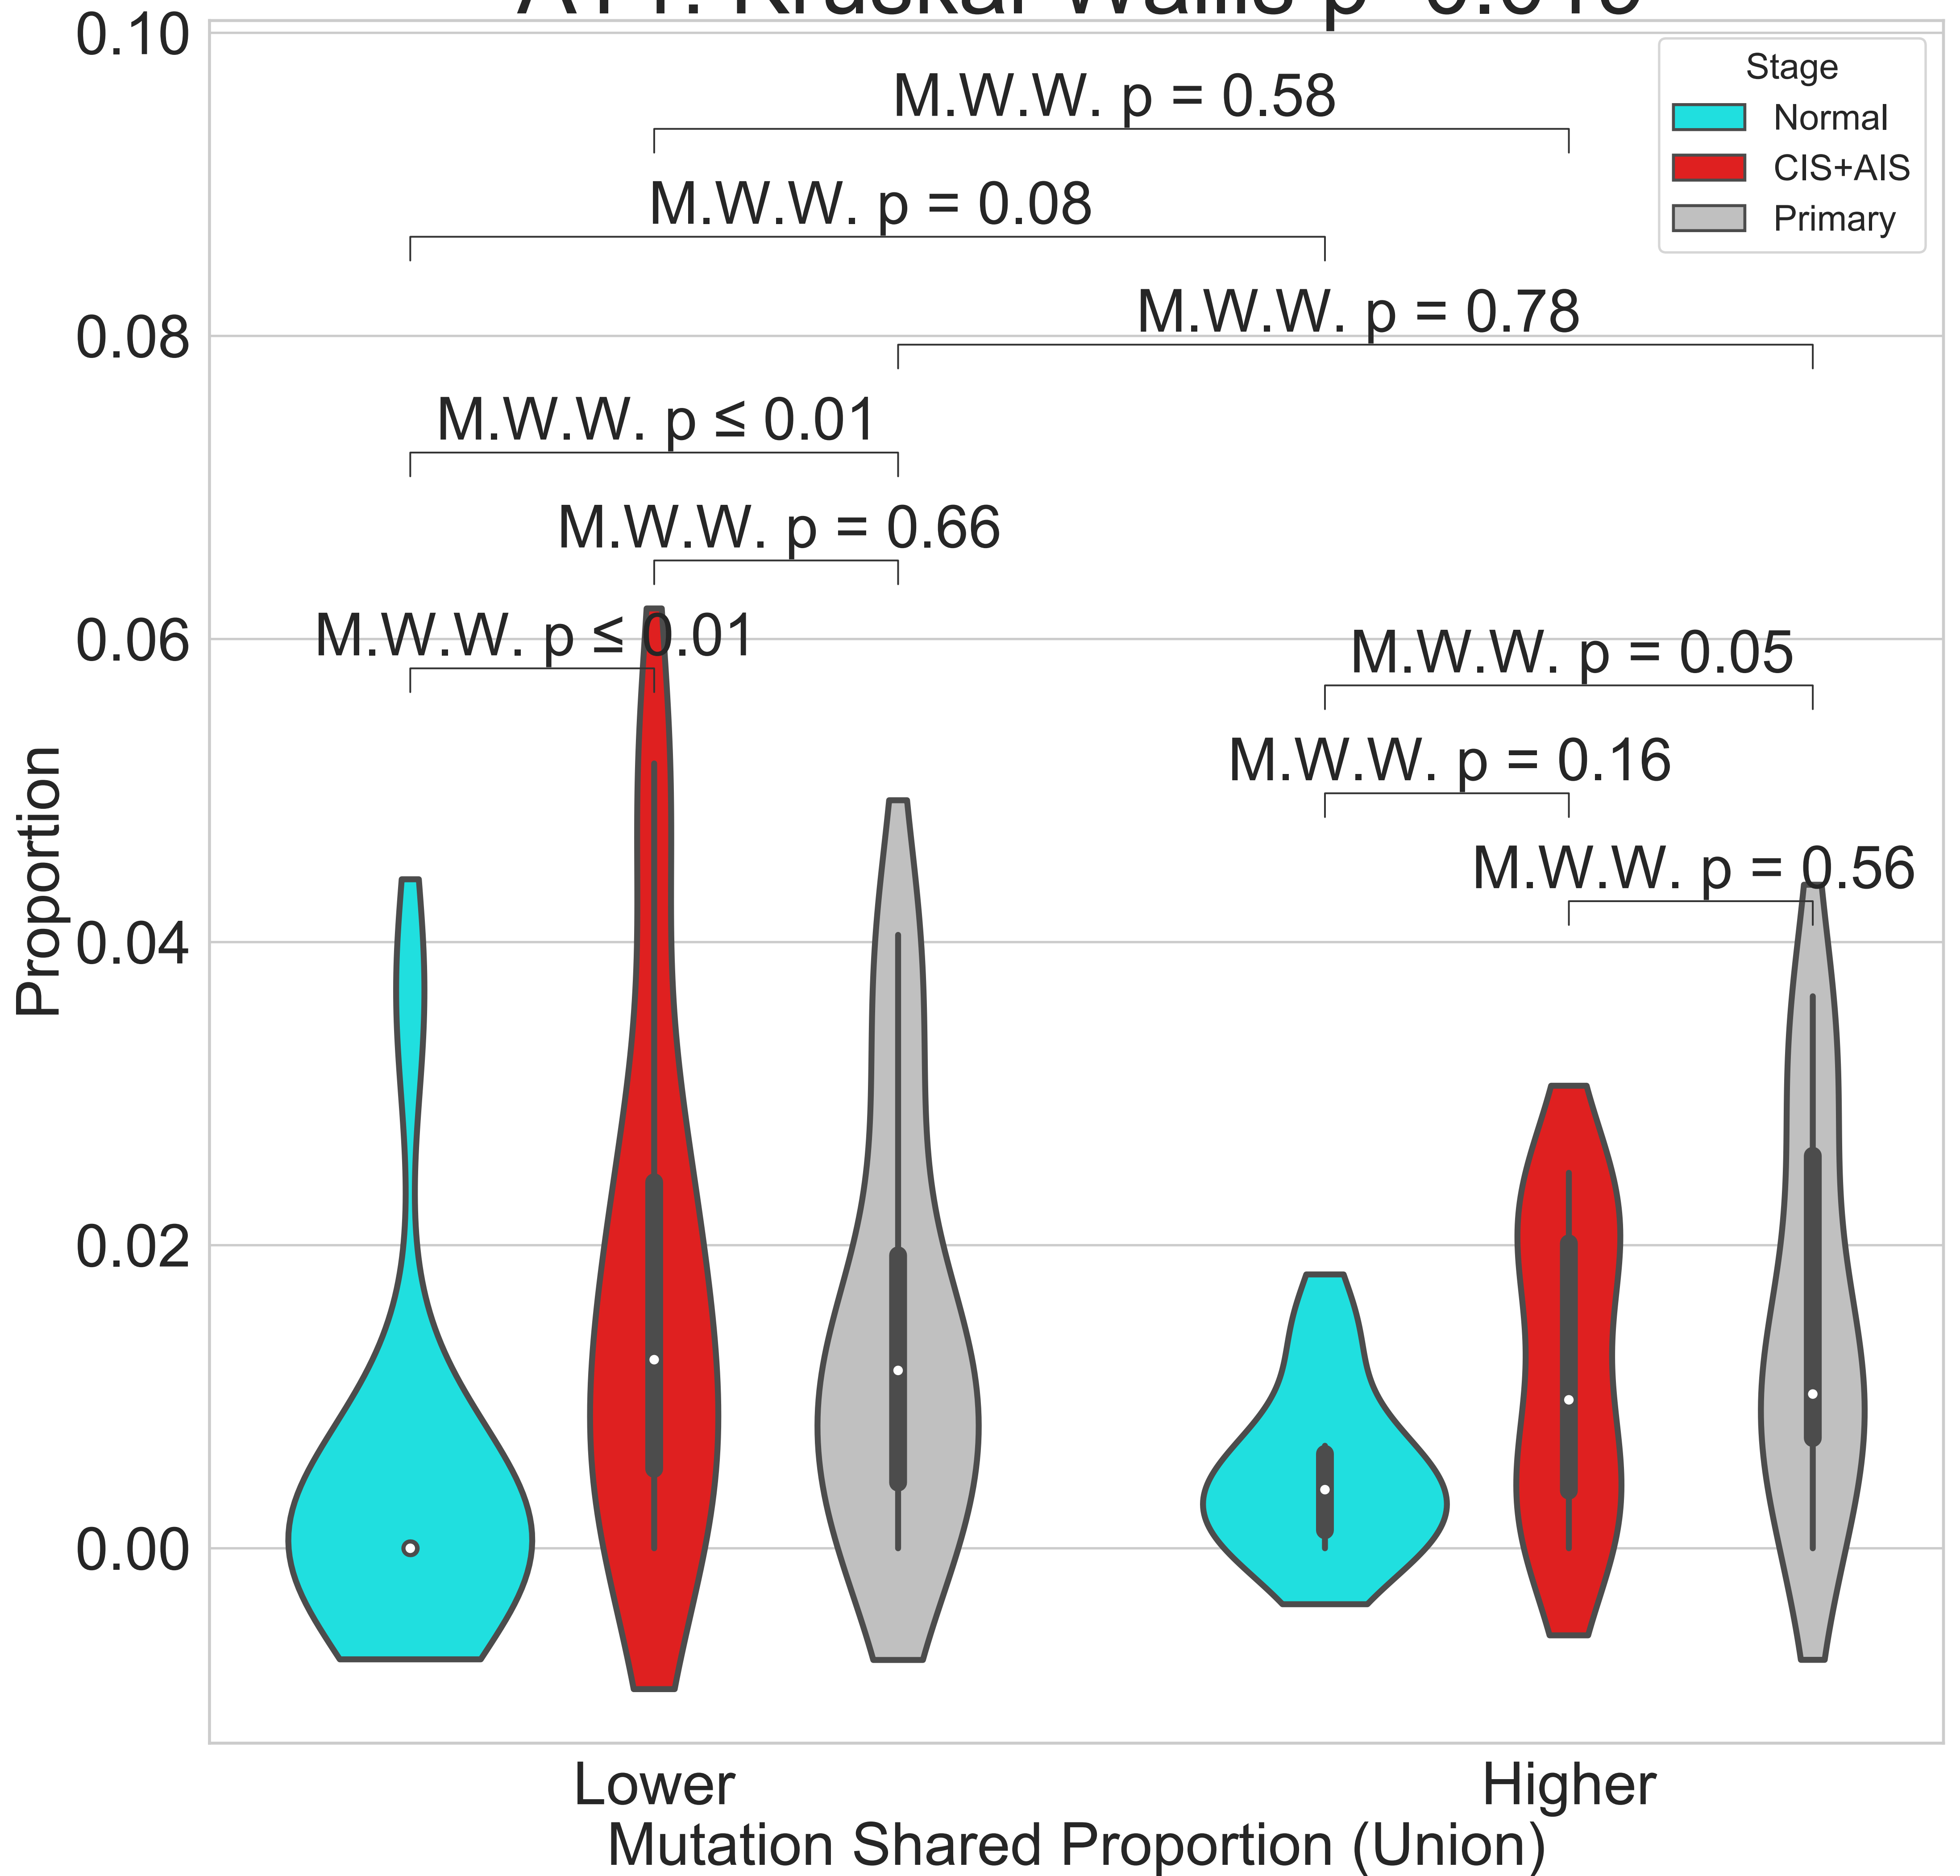 0.10
M.W.W. p = 0.58
Stage
Normal
CIS+AIS
Primary
M.W.W. p = 0.08
M.W.W. p = 0.78
0.08
M.W.W. p ≤ 0.01
M.W.W. p = 0.66
M.W.W. p ≤ 0.01
0.06
M.W.W. p = 0.05
M.W.W. p = 0.16
M.W.W. p = 0.56
Proportion
0.04
0.02
0.00
Lower
Higher
Mutation Shared Proportion (Union)